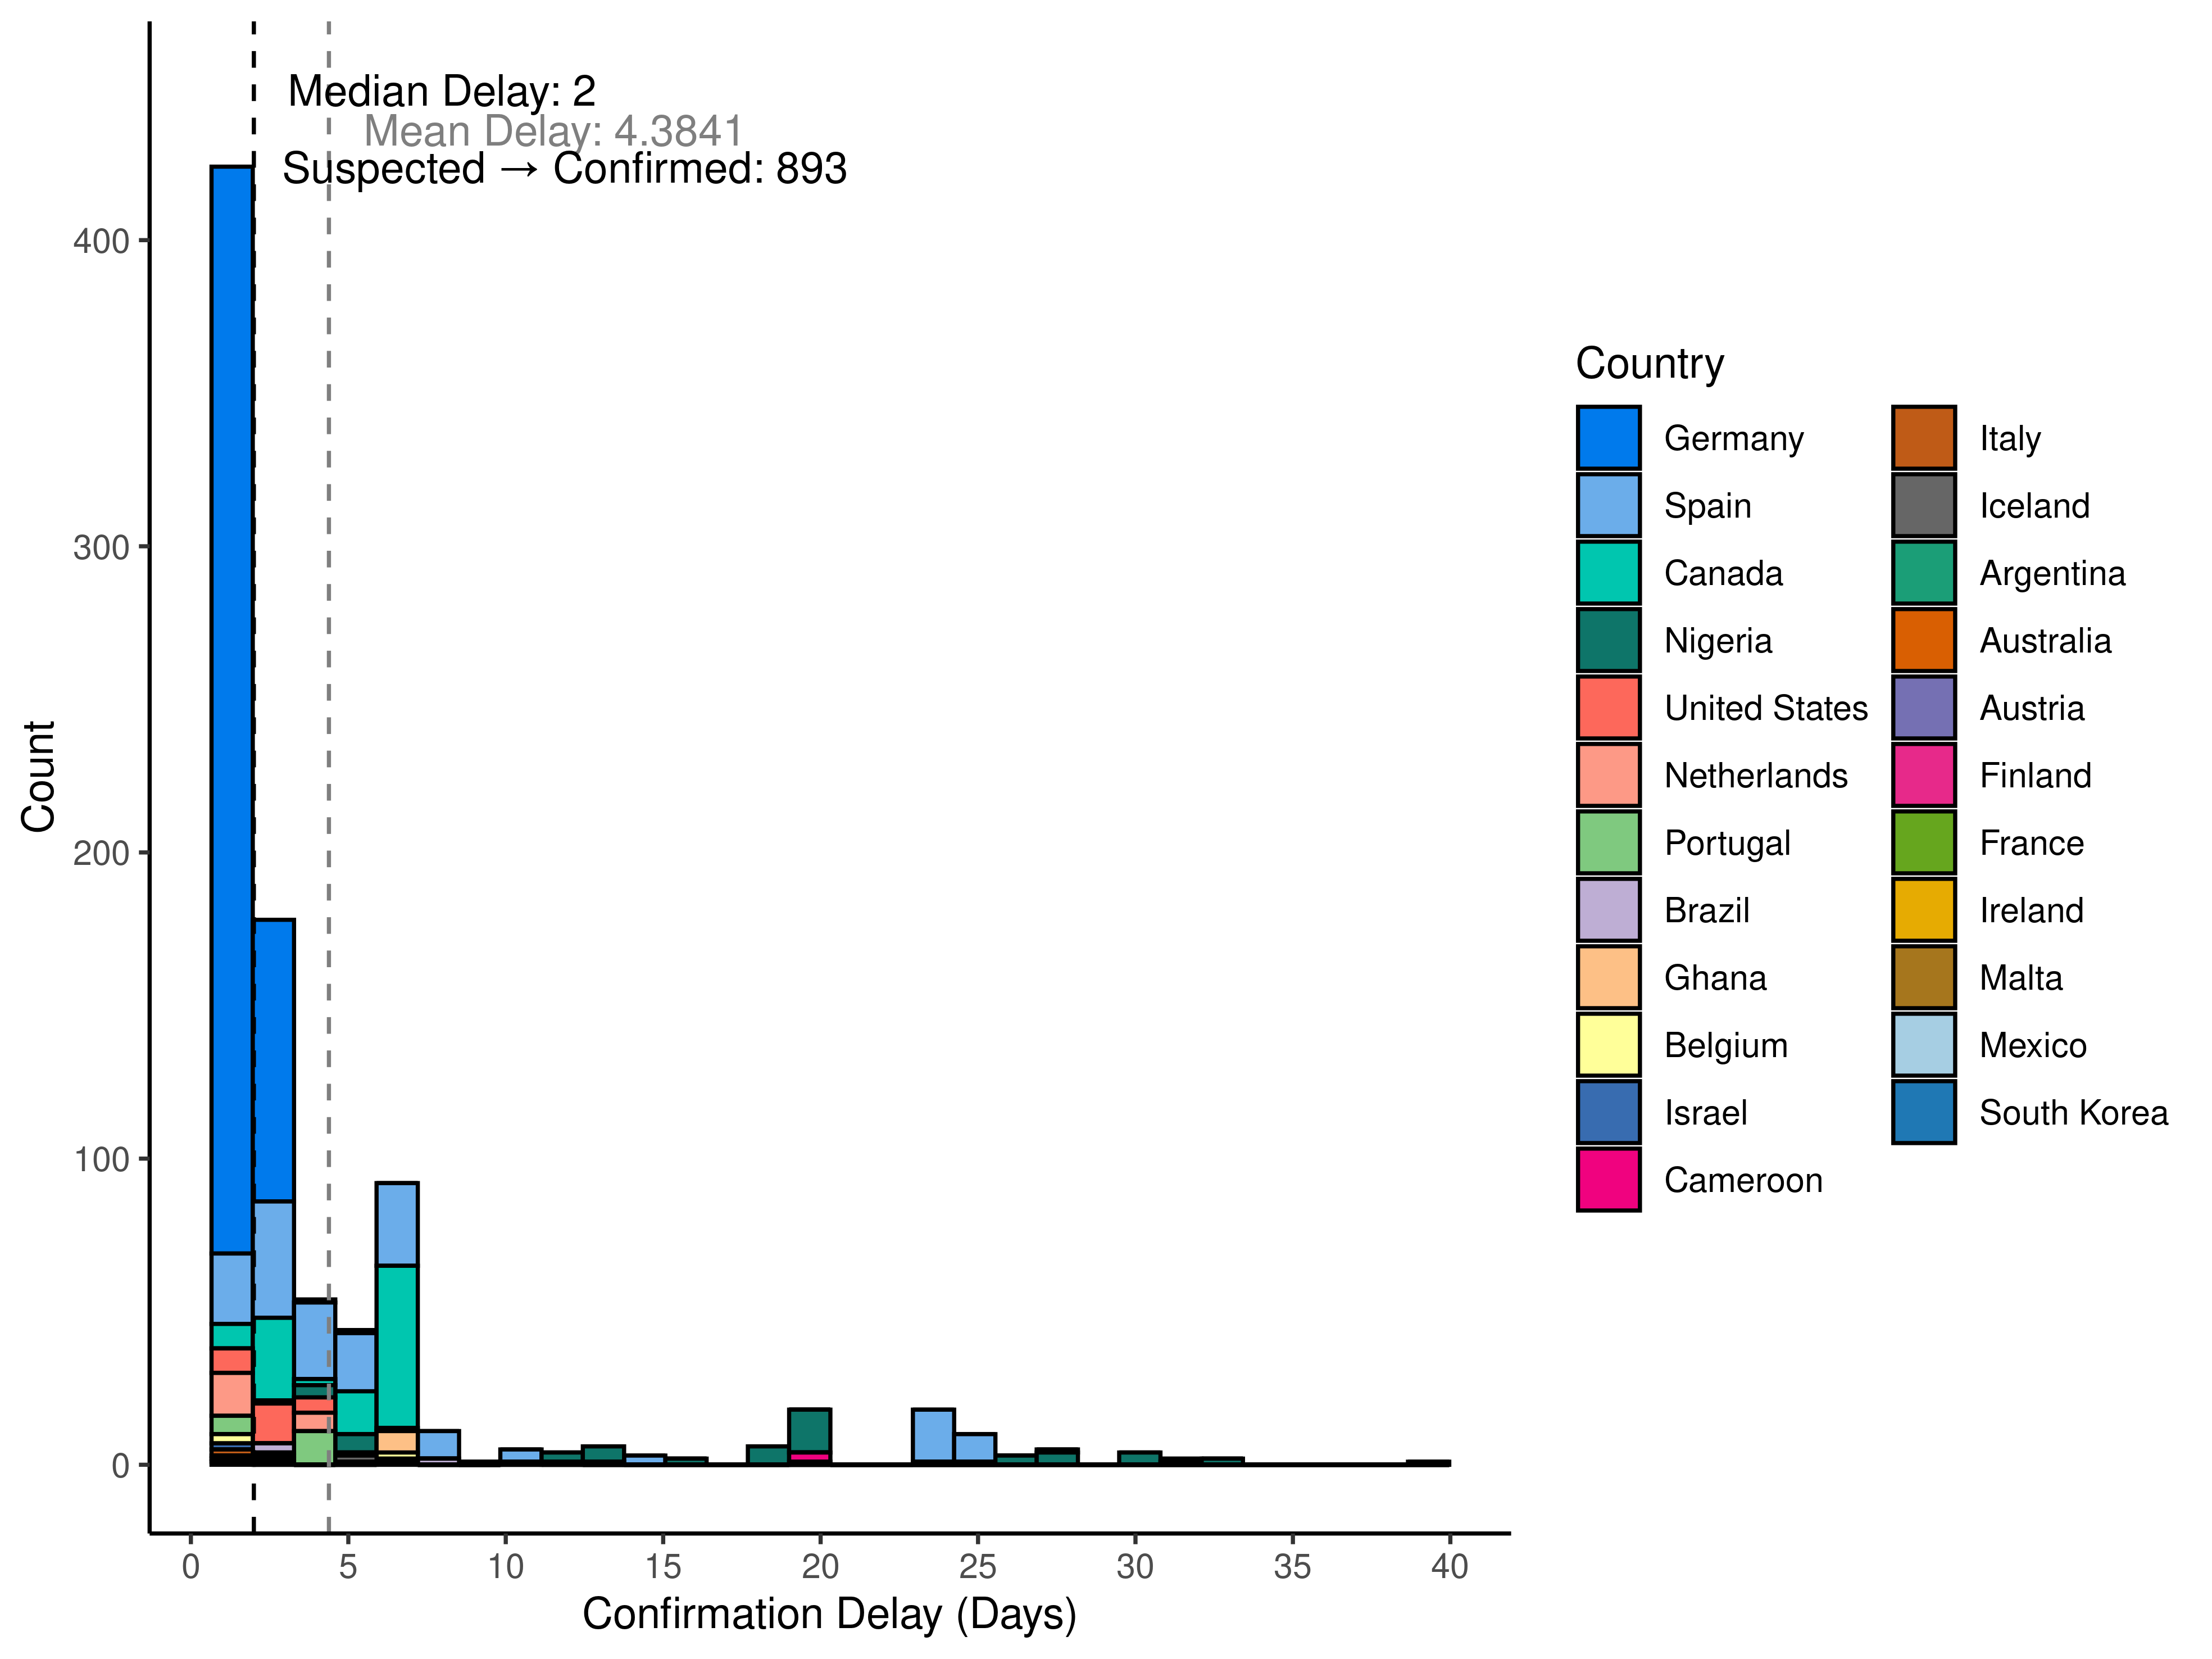 Median Delay: 2
Mean Delay: 4.3841
Suspected → Confirmed: 893
Count
400
300
200
100
0
0 5 10 15 20 25 30 35 40
Confirmation Delay (Days)
Country
Germany
Spain
Canada
Nigeria
United States
Netherlands
Portugal
Brazil
Ghana
Belgium
Israel
Cameroon
Italy
Iceland
Argentina
Australia
Austria
Finland
France
Ireland
Malta
Mexico
South Korea